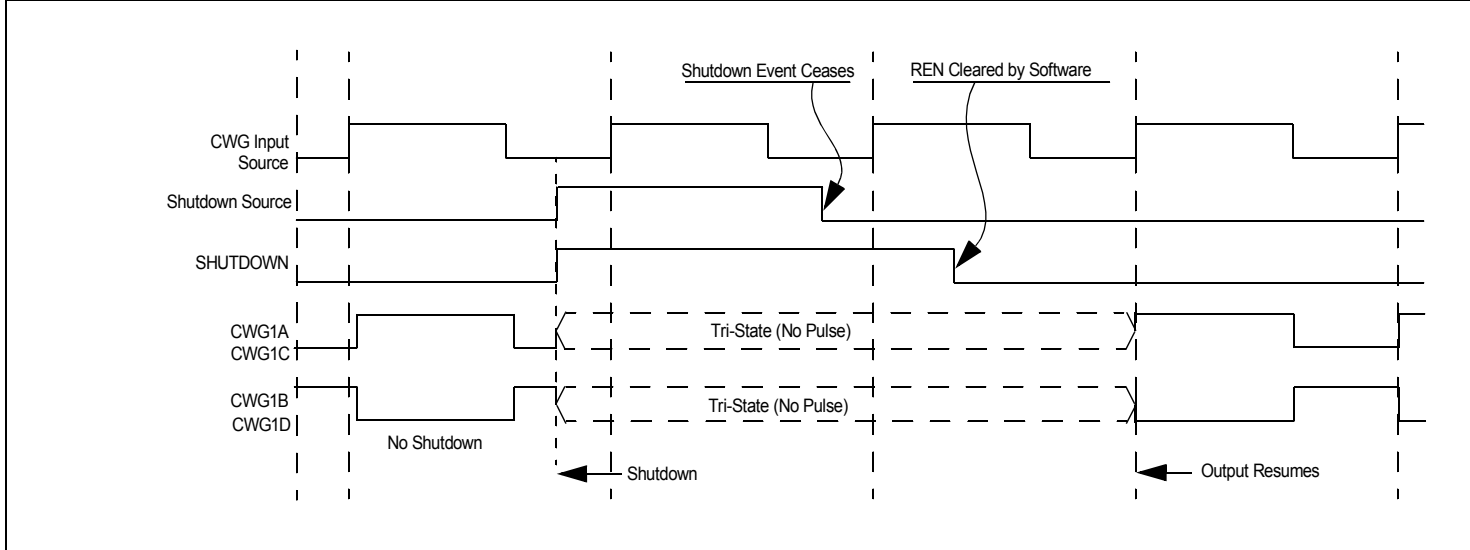 Shutdown Event Ceases
REN Cleared by Software
CWG Input
Source
Shutdown Source
SHUTDOWN
CWG1A
CWG1C
Tri-State (No Pulse)
CWG1B
CWG1D
Tri-State (No Pulse)
No Shutdown
Shutdown
Output Resumes